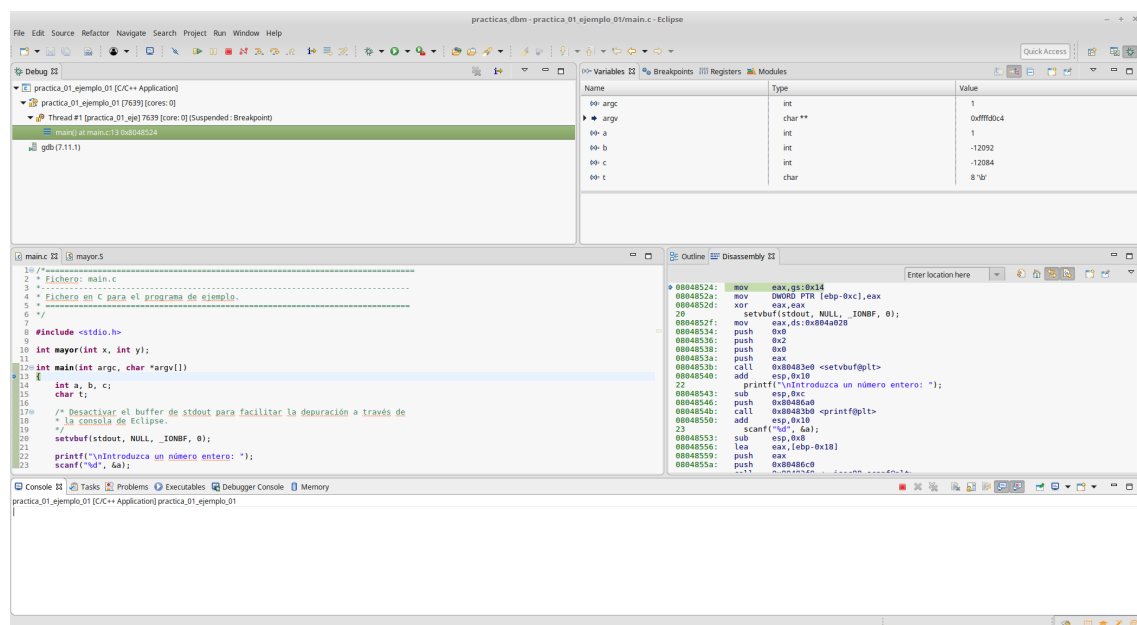 practicas_dbm - practica_01_ejemplo_01/main.c - Eclipse
File Edit Source Refactor Navigate Search Project Run Window Help
Quick Access
Debug
practica_01_ejemplo_01 [C/C++ Application]
practica_01_ejemplo_01 [7639] [cores: 0]
Thread #1 [practica_01_eje] 7639 [core: 0] (Suspended : Breakpoint)
main() at main.c:13 0x8048524
gdb (7.11.1)
(x)= Variables Breakpoints Registers Modules
Name Type Value
(x)= argc int 1
argv char ** 0xffffd0c4
(x)= a int 1
(x)= b int -12092
(x)= c int -12084
(x)= t char 8 '\b'
main.c mayor.S
1 /*==============================================================================
2 * Fichero: main.c
3 *------------------------------------------------------------------------------
4 * Fichero en C para el programa de ejemplo.
5 * =============================================================================
6 */
7
8 #include <stdio.h>
9
10 int mayor(int x, int y);
11
12 int main(int argc, char *argv[])
13 {
14 int a, b, c;
15 char t;
16
17 /* Desactivar el buffer de stdout para facilitar la depuración a través de
18 * la consola de Eclipse.
19 */
20 setvbuf(stdout, NULL, _IONBF, 0);
21
22 printf("\nIntroduzca un número entero: ");
23 scanf("%d", &a);
Outline Disassembly
Enter location here
08048524: mov eax,gs:0x14
0804852a: mov DWORD PTR [ebp-0xc],eax
0804852d: xor eax,eax
20 setvbuf(stdout, NULL, _IONBF, 0);
0804852f: mov eax,ds:0x804a028
08048534: push 0x0
08048536: push 0x2
08048538: push 0x0
0804853a: push eax
0804853b: call 0x80483e0 <setvbuf@plt>
08048540: add esp,0x10
22 printf("\nIntroduzca un número entero: ");
08048543: sub esp,0xc
08048546: push 0x80486a0
0804854b: call 0x80483b0 <printf@plt>
08048550: add esp,0x10
23 scanf("%d", &a);
08048553: sub esp,0x8
08048556: lea eax,[ebp-0x18]
08048559: push eax
0804855a: push 0x80486c0
Console Tasks Problems Executables Debugger Console Memory
practica_01_ejemplo_01 [C/C++ Application] practica_01_ejemplo_01